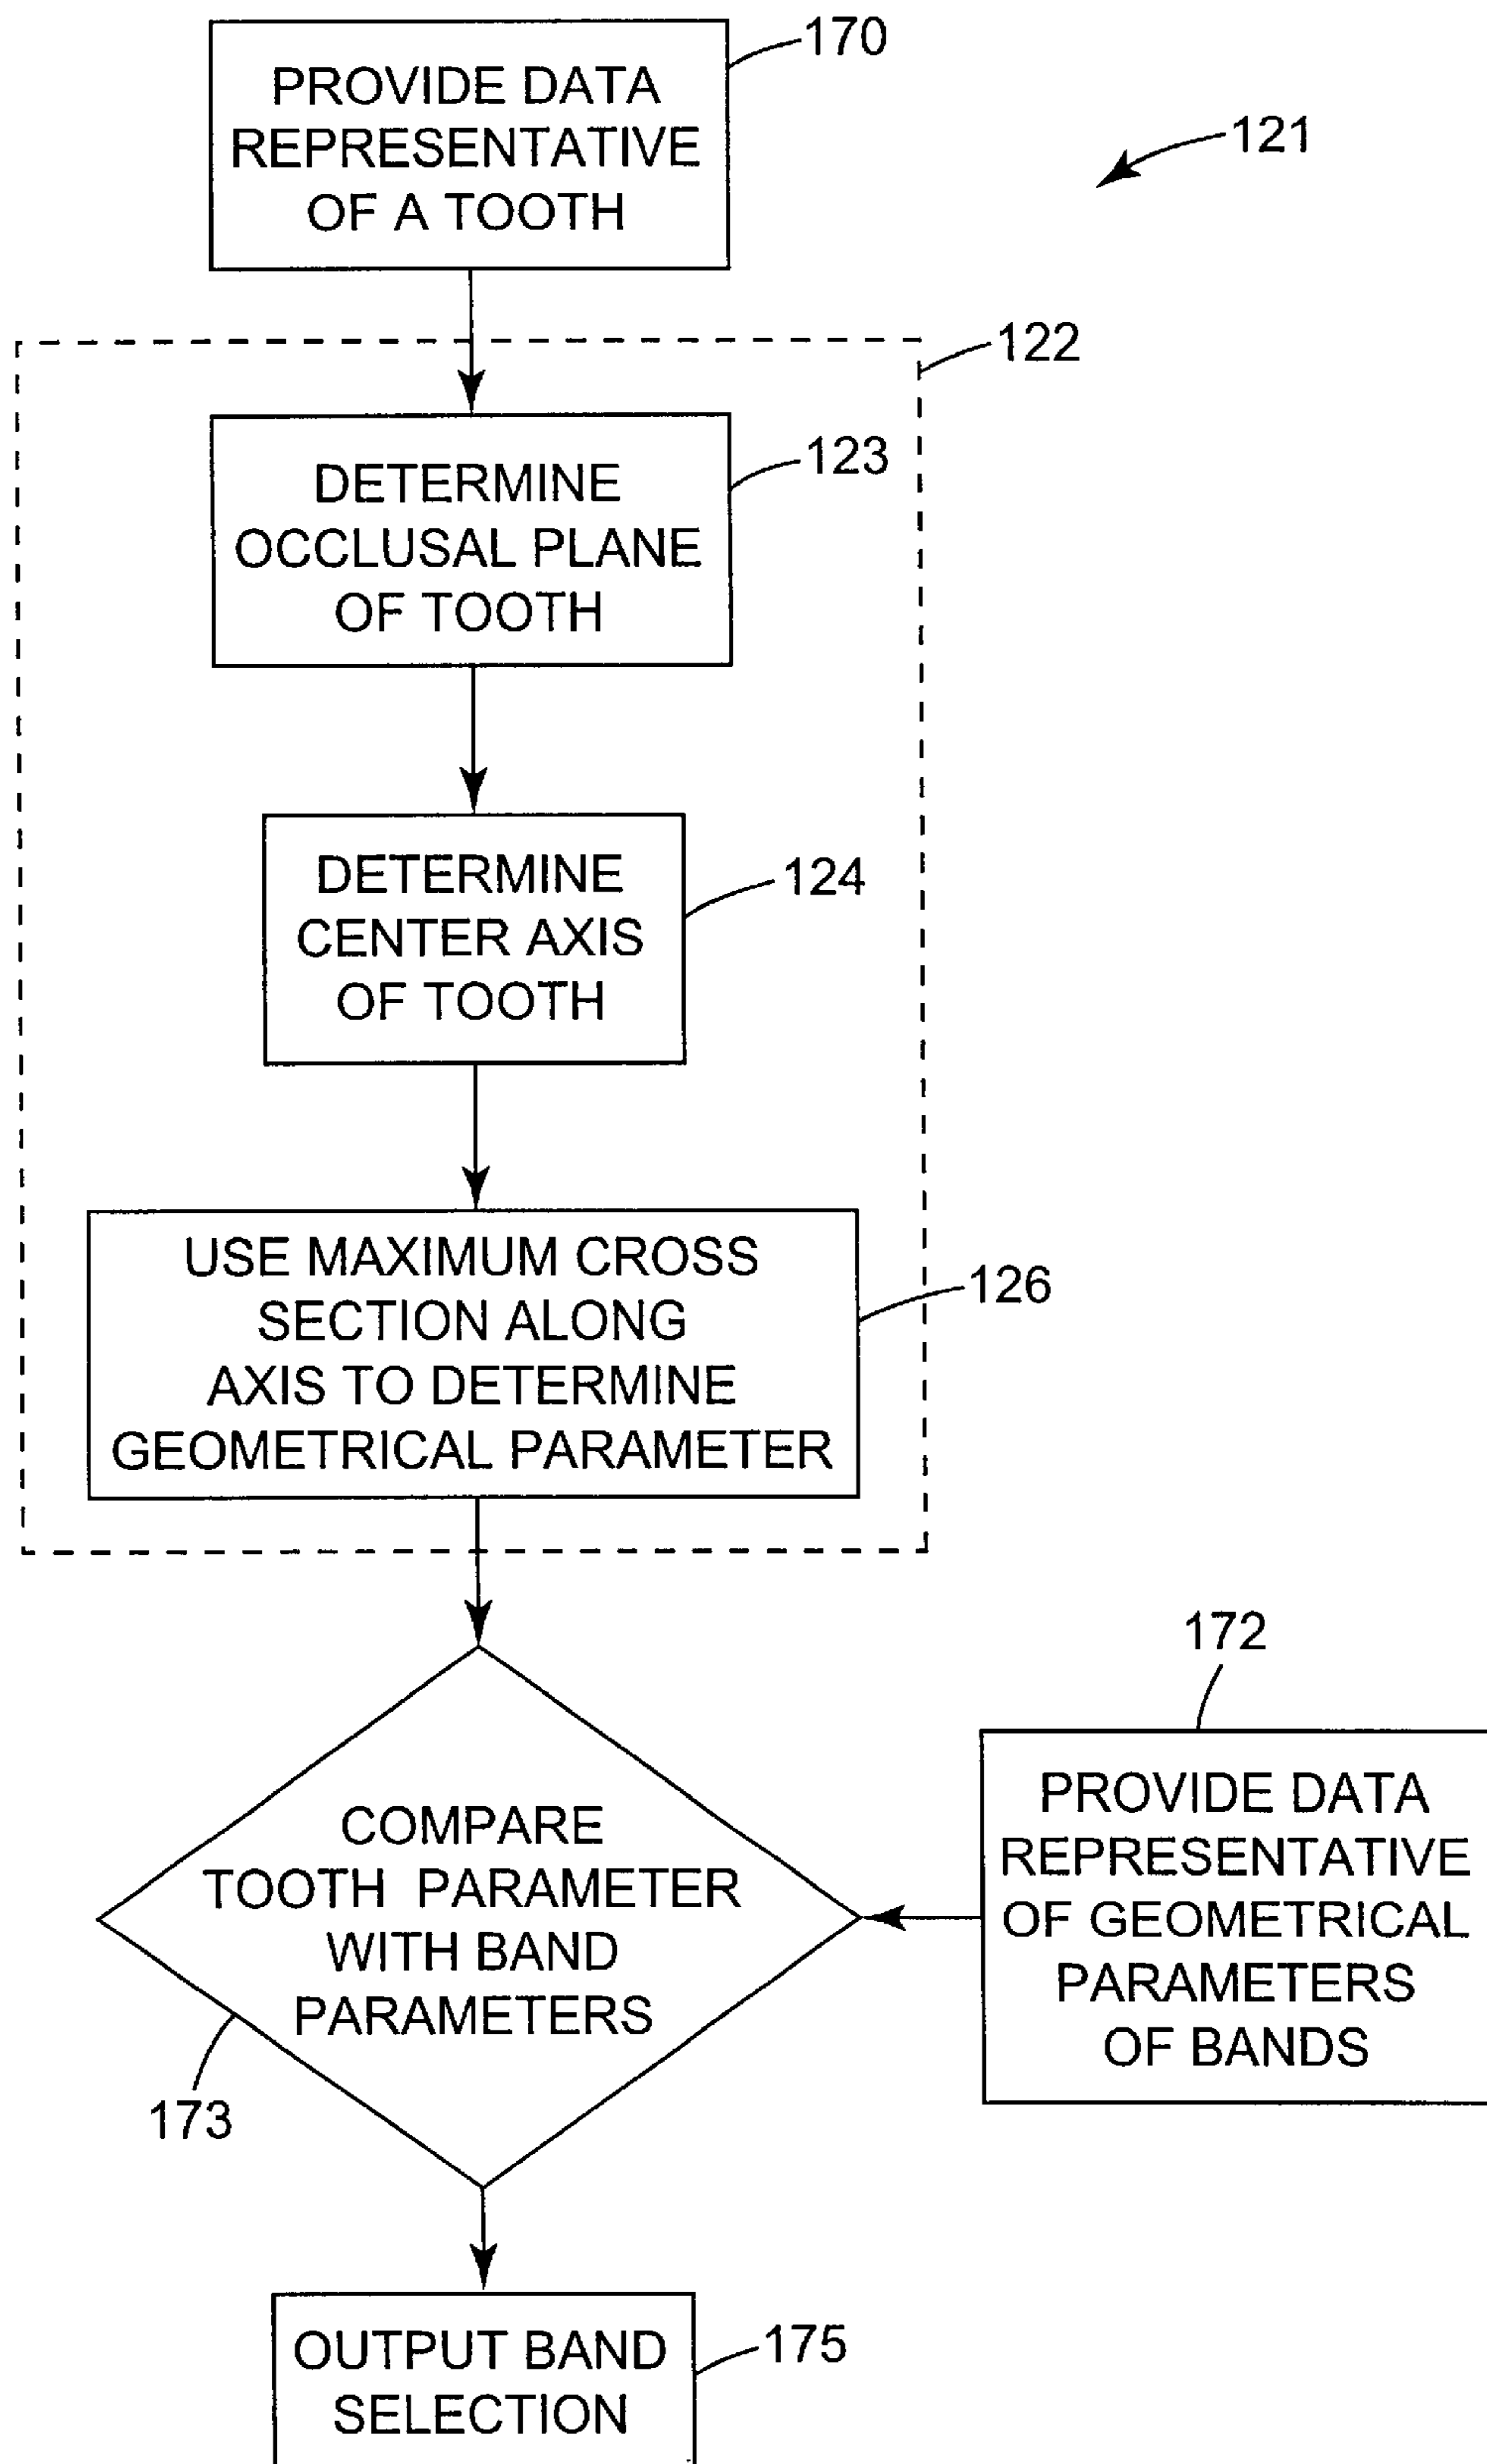 PROVIDE DATA
REPRESENTATIVE
OF A TOOTH
170
121
122
DETERMINE
OCCLUSAL PLANE
OF TOOTH
123
DETERMINE
CENTER AXIS
OF TOOTH
124
USE MAXIMUM CROSS
SECTION ALONG
AXIS TO DETERMINE
GEOMETRICAL PARAMETER
126
COMPARE
TOOTH PARAMETER
WITH BAND
PARAMETERS
173
172
PROVIDE DATA
REPRESENTATIVE
OF GEOMETRICAL
PARAMETERS
OF BANDS
OUTPUT BAND
SELECTION
175